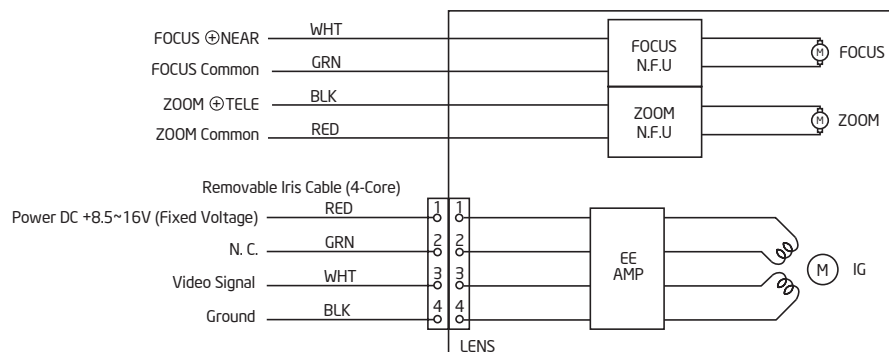 FOCUS ⊕NEAR WHT
FOCUS Common GRN
ZOOM ⊕TELE BLK
ZOOM Common RED
FOCUS
N.F.U
M FOCUS
ZOOM
N.F.U
M ZOOM
Removable Iris Cable (4-Core)
Power DC +8.5~16V (Fixed Voltage) RED 1 1
N. C. GRN 2 2
Video Signal WHT 3 3
Ground BLK 4 4
EE
AMP
M IG
LENS